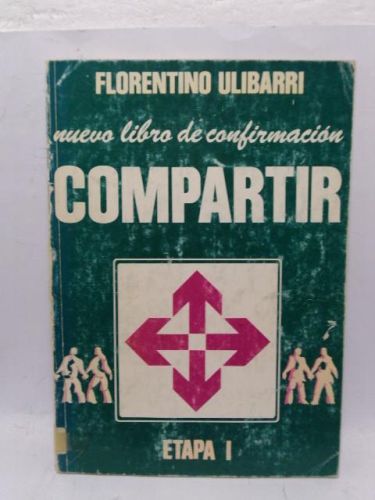 FLORENTINO ULIBARRI
nuevo libro de confirmación
COMPARTIR
?
ETAPA I